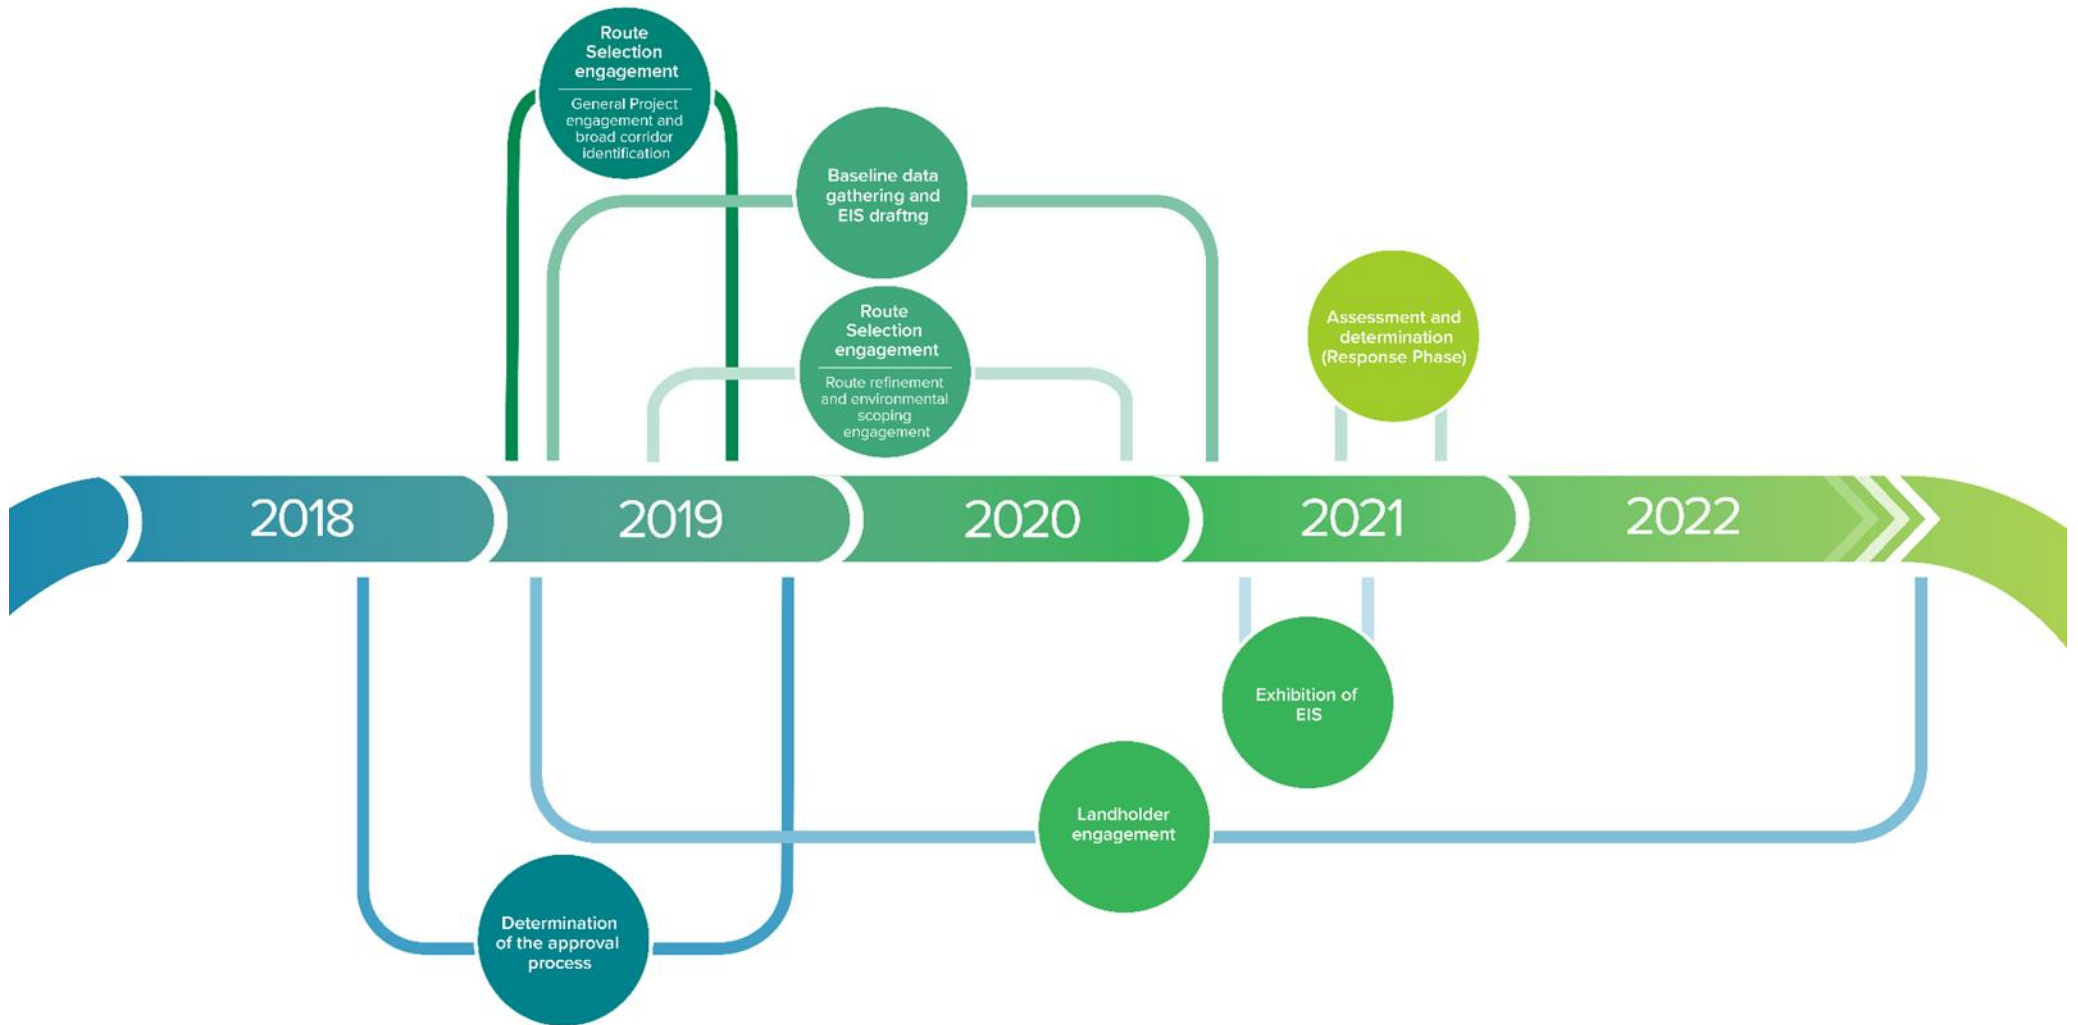 Route
Selection
engagement
General Project
engagement and
broad corridor
identification
Baseline data
gathering and
EIS draftng
Route
Selection
engagement
Route refinement
and environmental
scoping
engagement
Assessment and
determination
(Response Phase)
2018
2019
2020
2021
2022
Exhibition of
EIS
Landholder
engagement
Determination
of the approval
process